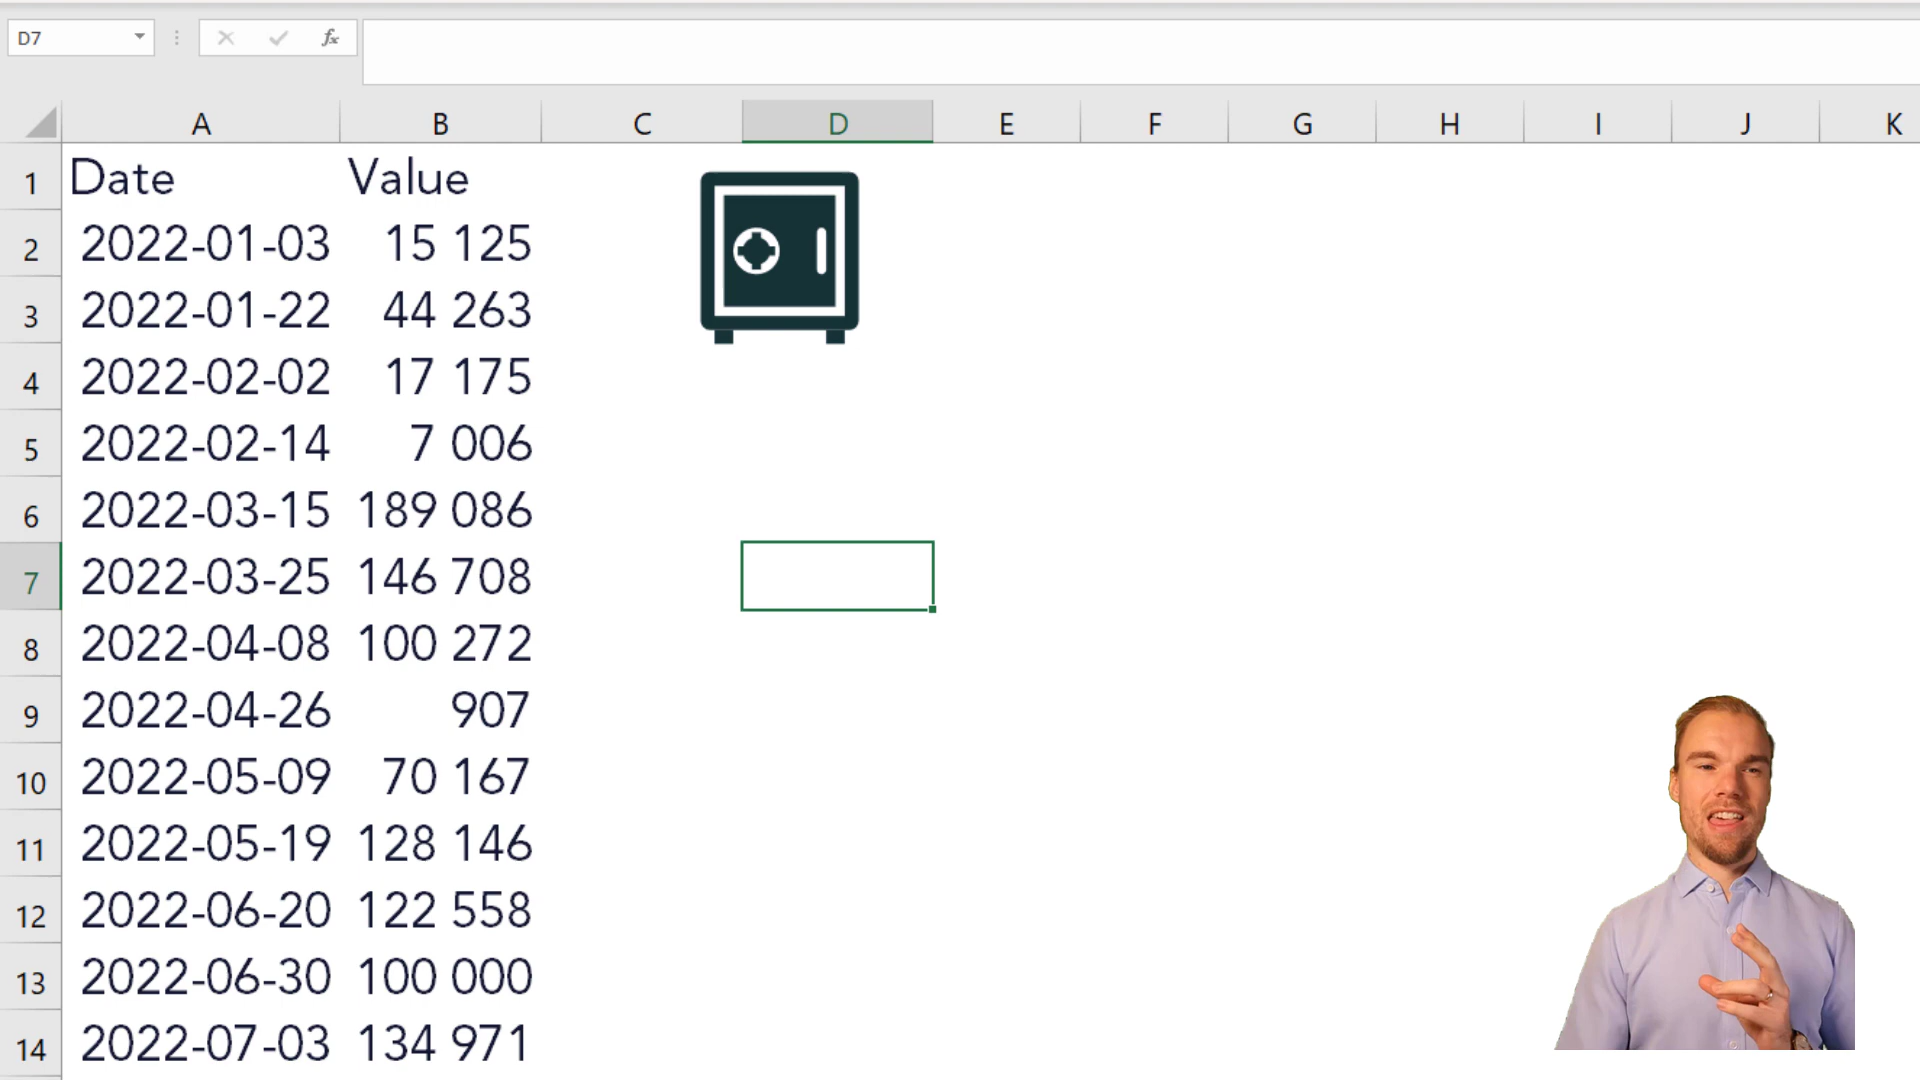 D7 fx
A B C D E F G H I J K
1 Date Value
2 2022-01-03 15 125
3 2022-01-22 44 263
4 2022-02-02 17 175
5 2022-02-14 7 006
6 2022-03-15 189 086
7 2022-03-25 146 708
8 2022-04-08 100 272
9 2022-04-26 907
10 2022-05-09 70 167
11 2022-05-19 128 146
12 2022-06-20 122 558
13 2022-06-30 100 000
14 2022-07-03 134 971